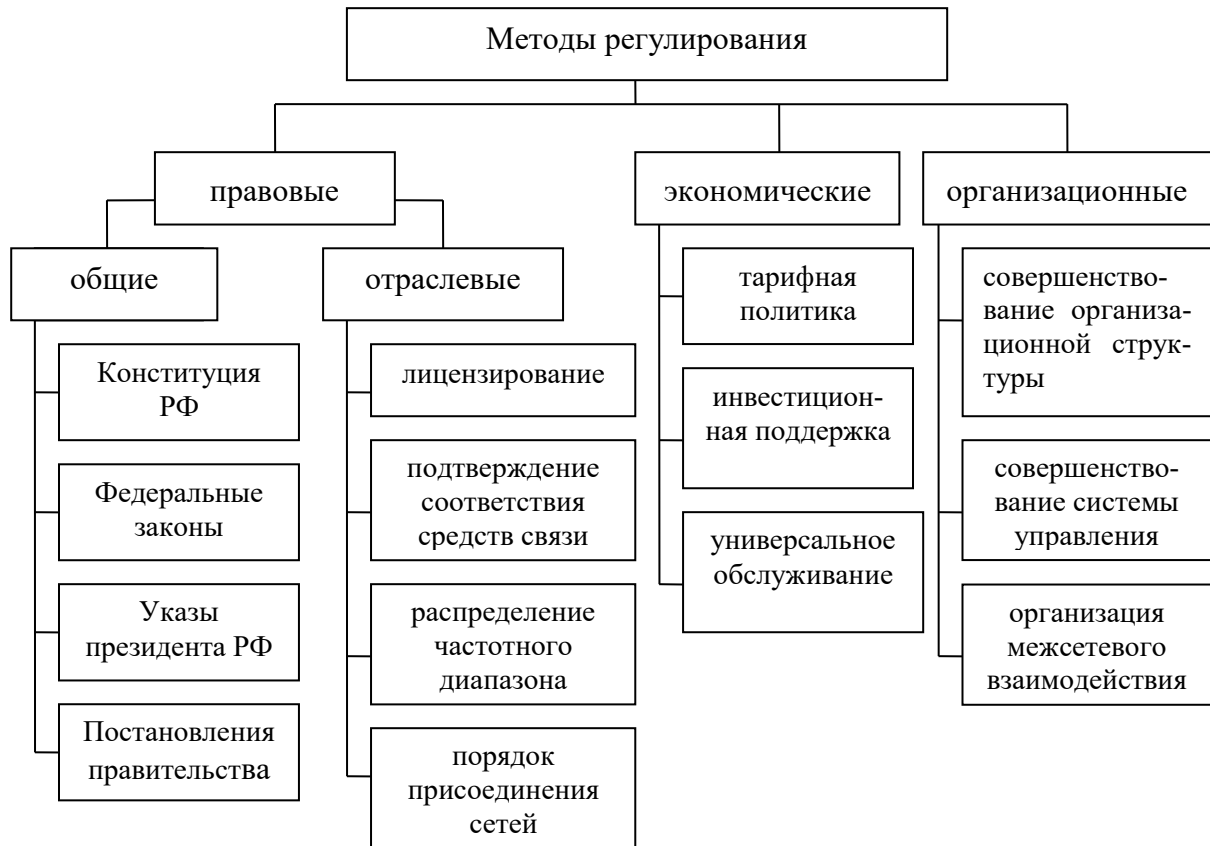 Методы регулирования
правовые
экономические
организационные
общие
отраслевые
Конституция
РФ
Федеральные
законы
Указы
президента РФ
Постановления
правительства
лицензирование
подтверждение
соответствия
средств связи
распределение
частотного
диапазона
порядок
присоединения
сетей
тарифная
политика
инвестицион-
ная поддержка
универсальное
обслуживание
совершенство-
вание организа-
ционной струк-
туры
совершенство-
вание системы
управления
организация
межсетевого
взаимодействия